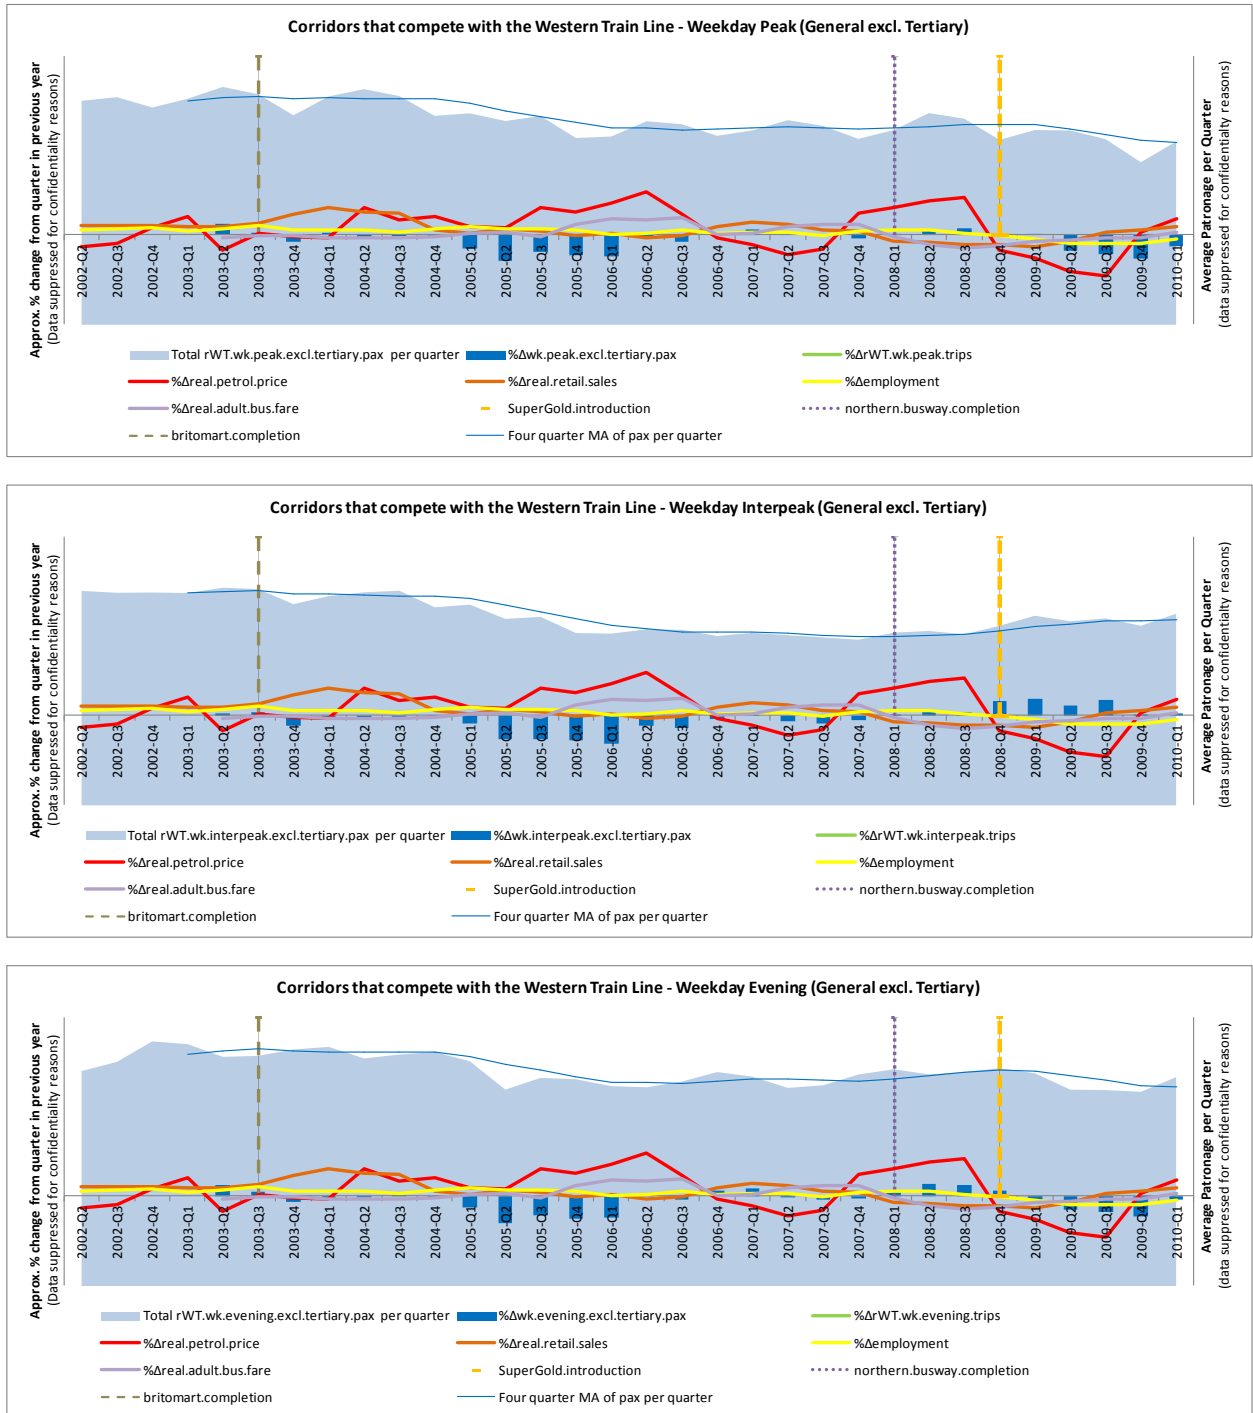 Corridors that compete with the Western Train Line - Weekday Peak (General excl. Tertiary)
Approx. % change from quarter in previous year
(Data suppressed for confidentiality reasons)
2002-Q2 2002-Q3 2002-Q4 2003-Q1 2003-Q2 2003-Q3 2003-Q4 2004-Q1 2004-Q2 2004-Q3 2004-Q4 2005-Q1 2005-Q2 2005-Q3 2005-Q4 2006-Q1 2006-Q2 2006-Q3 2006-Q4 2007-Q1 2007-Q2 2007-Q3 2007-Q4 2008-Q1 2008-Q2 2008-Q3 2008-Q4 2009-Q1 2009-Q2 2009-Q3 2009-Q4 2010-Q1
Average Patronage per Quarter
(data suppressed for confidentialty reasons)
Total rWT.wk.peak.excl.tertiary.pax per quarter %Δwk.peak.excl.tertiary.pax %ΔrWT.wk.peak.trips
%Δreal.petrol.price %Δreal.retail.sales %Δemployment
%Δreal.adult.bus.fare SuperGold.introduction northern.busway.completion
britomart.completion Four quarter MA of pax per quarter
Corridors that compete with the Western Train Line - Weekday Interpeak (General excl. Tertiary)
Approx. % change from quarter in previous year
(Data suppressed for confidentiality reasons)
2002-Q2 2002-Q3 2002-Q4 2003-Q1 2003-Q2 2003-Q3 2003-Q4 2004-Q1 2004-Q2 2004-Q3 2004-Q4 2005-Q1 2005-Q2 2005-Q3 2005-Q4 2006-Q1 2006-Q2 2006-Q3 2006-Q4 2007-Q1 2007-Q2 2007-Q3 2007-Q4 2008-Q1 2008-Q2 2008-Q3 2008-Q4 2009-Q1 2009-Q2 2009-Q3 2009-Q4 2010-Q1
Average Patronage per Quarter
(data suppressed for confidentialty reasons)
Total rWT.wk.interpeak.excl.tertiary.pax per quarter %Δwk.interpeak.excl.tertiary.pax %ΔrWT.wk.interpeak.trips
%Δreal.petrol.price %Δreal.retail.sales %Δemployment
%Δreal.adult.bus.fare SuperGold.introduction northern.busway.completion
britomart.completion Four quarter MA of pax per quarter
Corridors that compete with the Western Train Line - Weekday Evening (General excl. Tertiary)
Approx. % change from quarter in previous year
(Data suppressed for confidentiality reasons)
2002-Q2 2002-Q3 2002-Q4 2003-Q1 2003-Q2 2003-Q3 2003-Q4 2004-Q1 2004-Q2 2004-Q3 2004-Q4 2005-Q1 2005-Q2 2005-Q3 2005-Q4 2006-Q1 2006-Q2 2006-Q3 2006-Q4 2007-Q1 2007-Q2 2007-Q3 2007-Q4 2008-Q1 2008-Q2 2008-Q3 2008-Q4 2009-Q1 2009-Q2 2009-Q3 2009-Q4 2010-Q1
Average Patronage per Quarter
(data suppressed for confidentialty reasons)
Total rWT.wk.evening.excl.tertiary.pax per quarter %Δwk.evening.excl.tertiary.pax %ΔrWT.wk.evening.trips
%Δreal.petrol.price %Δreal.retail.sales %Δemployment
%Δreal.adult.bus.fare SuperGold.introduction northern.busway.completion
britomart.completion Four quarter MA of pax per quarter